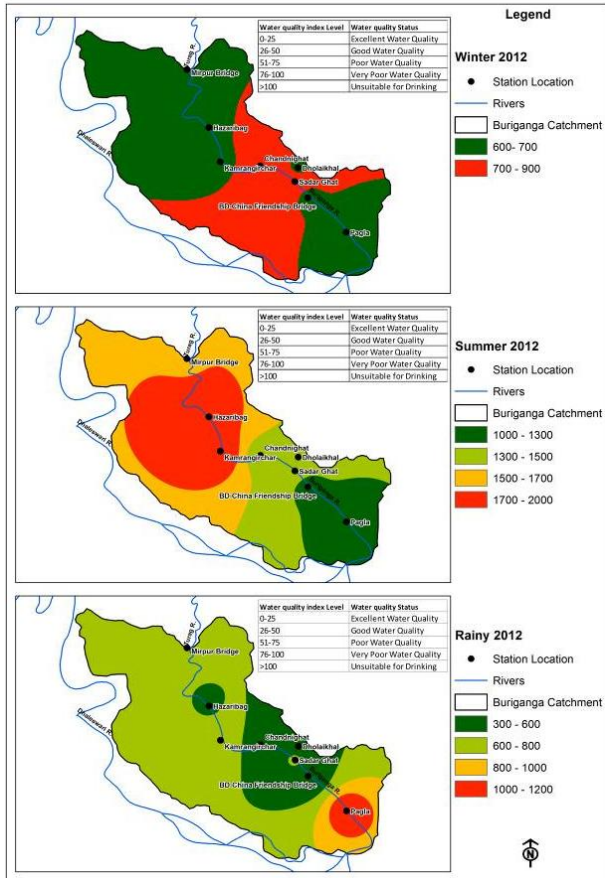 Legend
Water quality index Level Water quality Status
0-25 Excellent Water Quality
26-50 Good Water Quality
51-75 Poor Water Quality
76-100 Very Poor Water Quality
>100 Unsuitable for Drinking
Turag R.
Mirpur Bridge
Dhaleswari R.
Hazaribag
Kamrangirchar
Chandnighat
Dholaikhal
Sadar Ghat
BD-China Friendship Bridge
Pagla
Winter 2012
Station Location
Rivers
Buriganga Catchment
600- 700
700 - 900
Water quality index Level Water quality Status
0-25 Excellent Water Quality
26-50 Good Water Quality
51-75 Poor Water Quality
76-100 Very Poor Water Quality
>100 Unsuitable for Drinking
Turag R.
Mirpur Bridge
Dhaleswari R.
Hazaribag
Kamrangirchar
Chandnighat
Dholaikhal
Sadar Ghat
BD-China Friendship Bridge
Pagla
Summer 2012
Station Location
Rivers
Buriganga Catchment
1000 - 1300
1300 - 1500
1500 - 1700
1700 - 2000
Water quality index Level Water quality Status
0-25 Excellent Water Quality
26-50 Good Water Quality
51-75 Poor Water Quality
76-100 Very Poor Water Quality
>100 Unsuitable for Drinking
Turag R.
Mirpur Bridge
Dhaleswari R.
Hazaribag
Kamrangirchar
Chandnighat
Dholaikhal
Sadar Ghat
BD-China Friendship Bridge
Pagla
Rainy 2012
Station Location
Rivers
Buriganga Catchment
300 - 600
600 - 800
800 - 1000
1000 - 1200
N